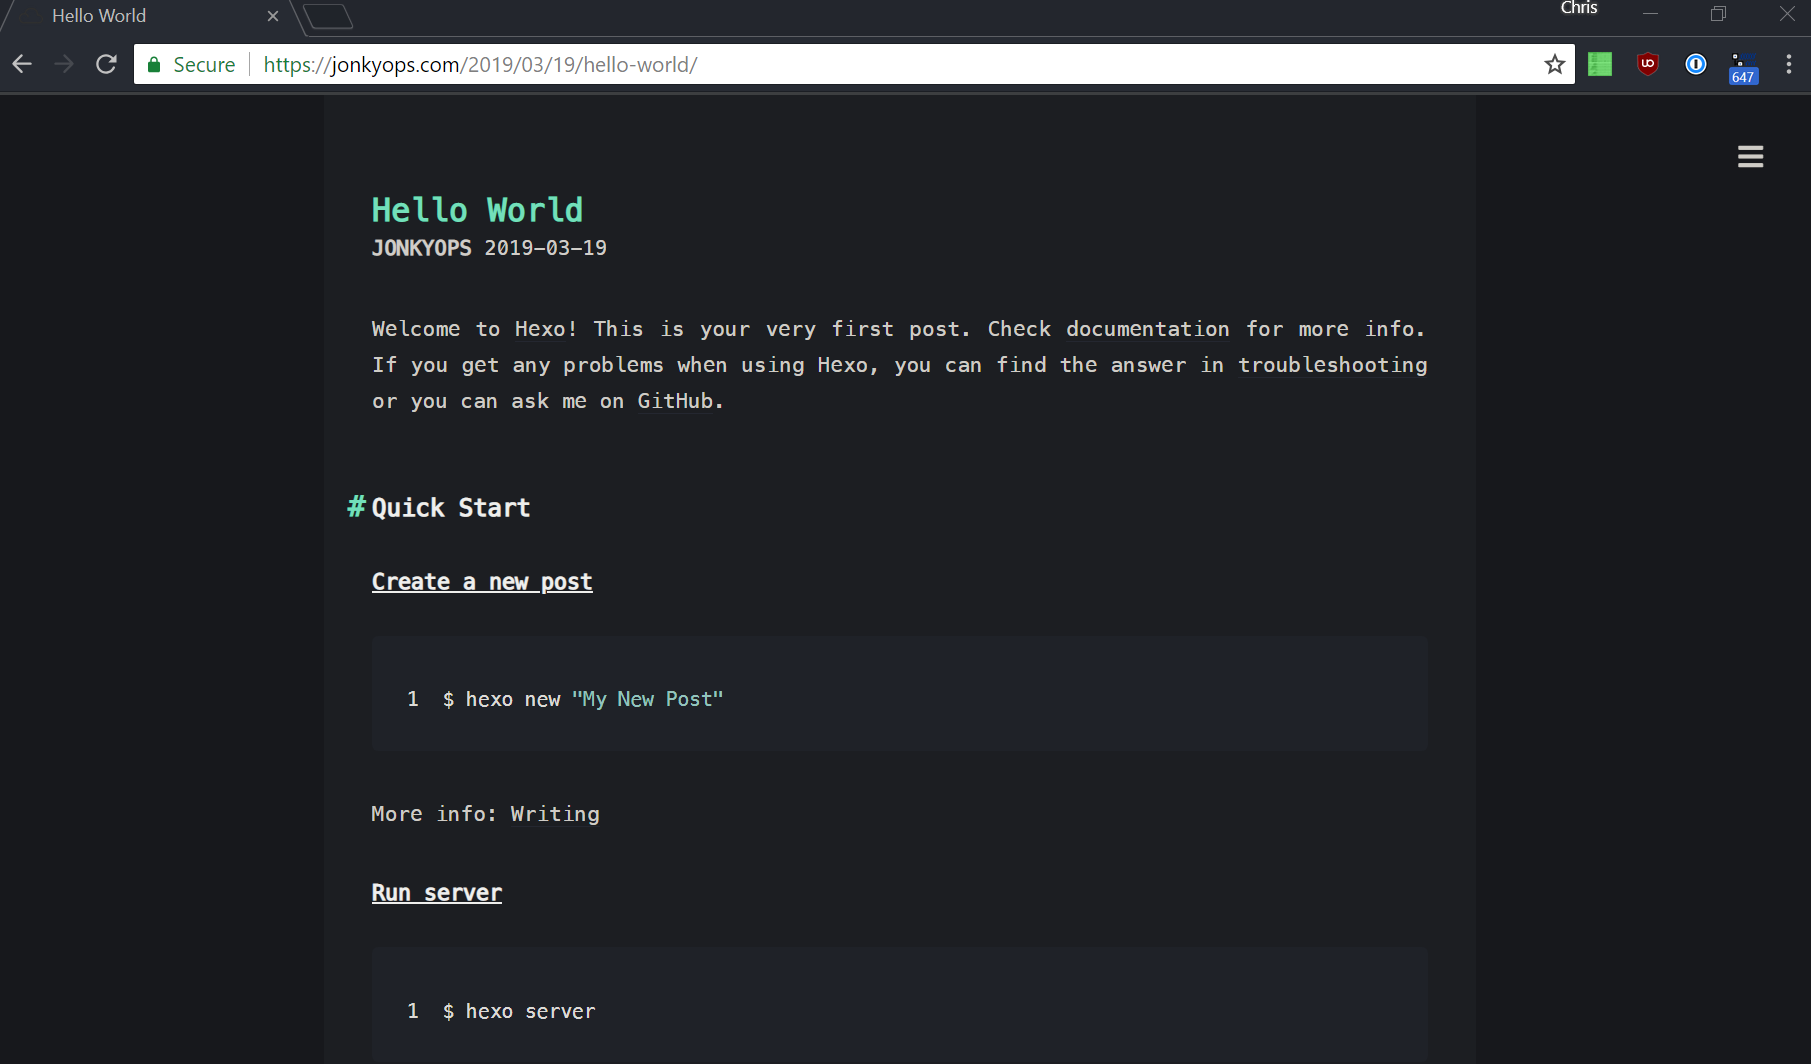 Hello World
Chris
Secure https://jonkyops.com/2019/03/19/hello-world/
647
Hello World
JONKYOPS 2019-03-19
Welcome to Hexo! This is your very first post. Check documentation for more info.
If you get any problems when using Hexo, you can find the answer in troubleshooting
or you can ask me on GitHub.
#Quick Start
Create a new post
1 $ hexo new "My New Post"
More info: Writing
Run server
1 $ hexo server